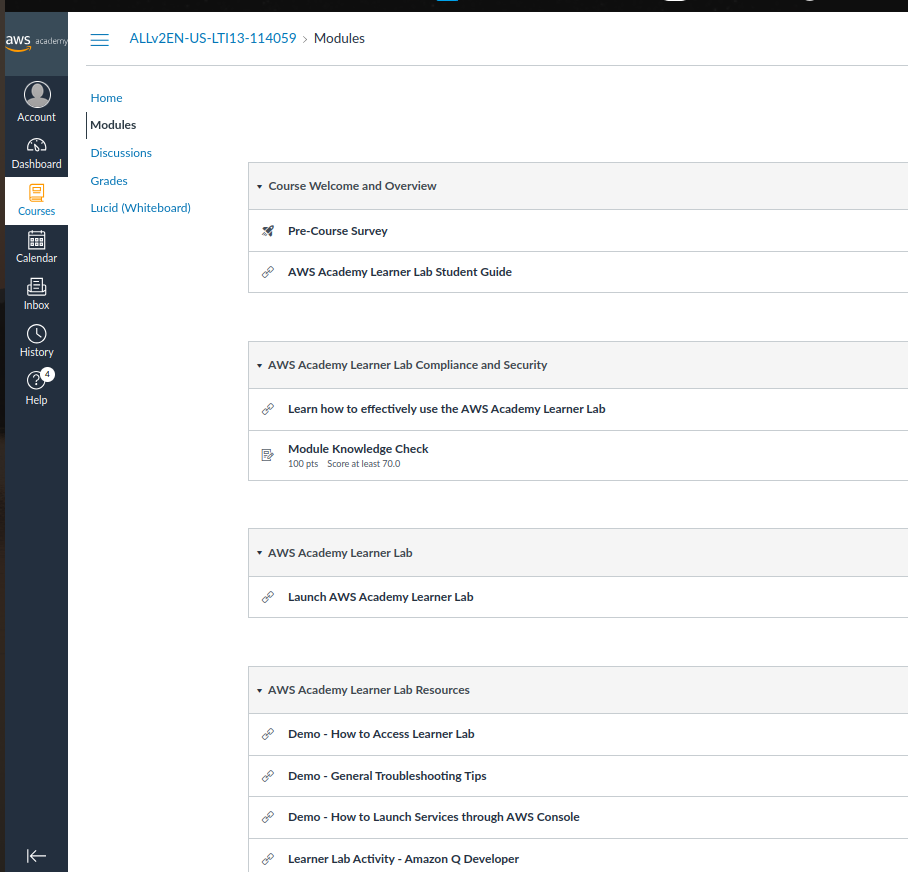 aws academy
ALLv2EN-US-LTI13-114059 › Modules
Account
Dashboard
Courses
Calendar
Inbox
History
4
Help
Home
Modules
Discussions
Grades
Lucid (Whiteboard)
Course Welcome and Overview
Pre-Course Survey
AWS Academy Learner Lab Student Guide
AWS Academy Learner Lab Compliance and Security
Learn how to effectively use the AWS Academy Learner Lab
Module Knowledge Check
100 pts Score at least 70.0
AWS Academy Learner Lab
Launch AWS Academy Learner Lab
AWS Academy Learner Lab Resources
Demo - How to Access Learner Lab
Demo - General Troubleshooting Tips
Demo - How to Launch Services through AWS Console
Learner Lab Activity - Amazon Q Developer